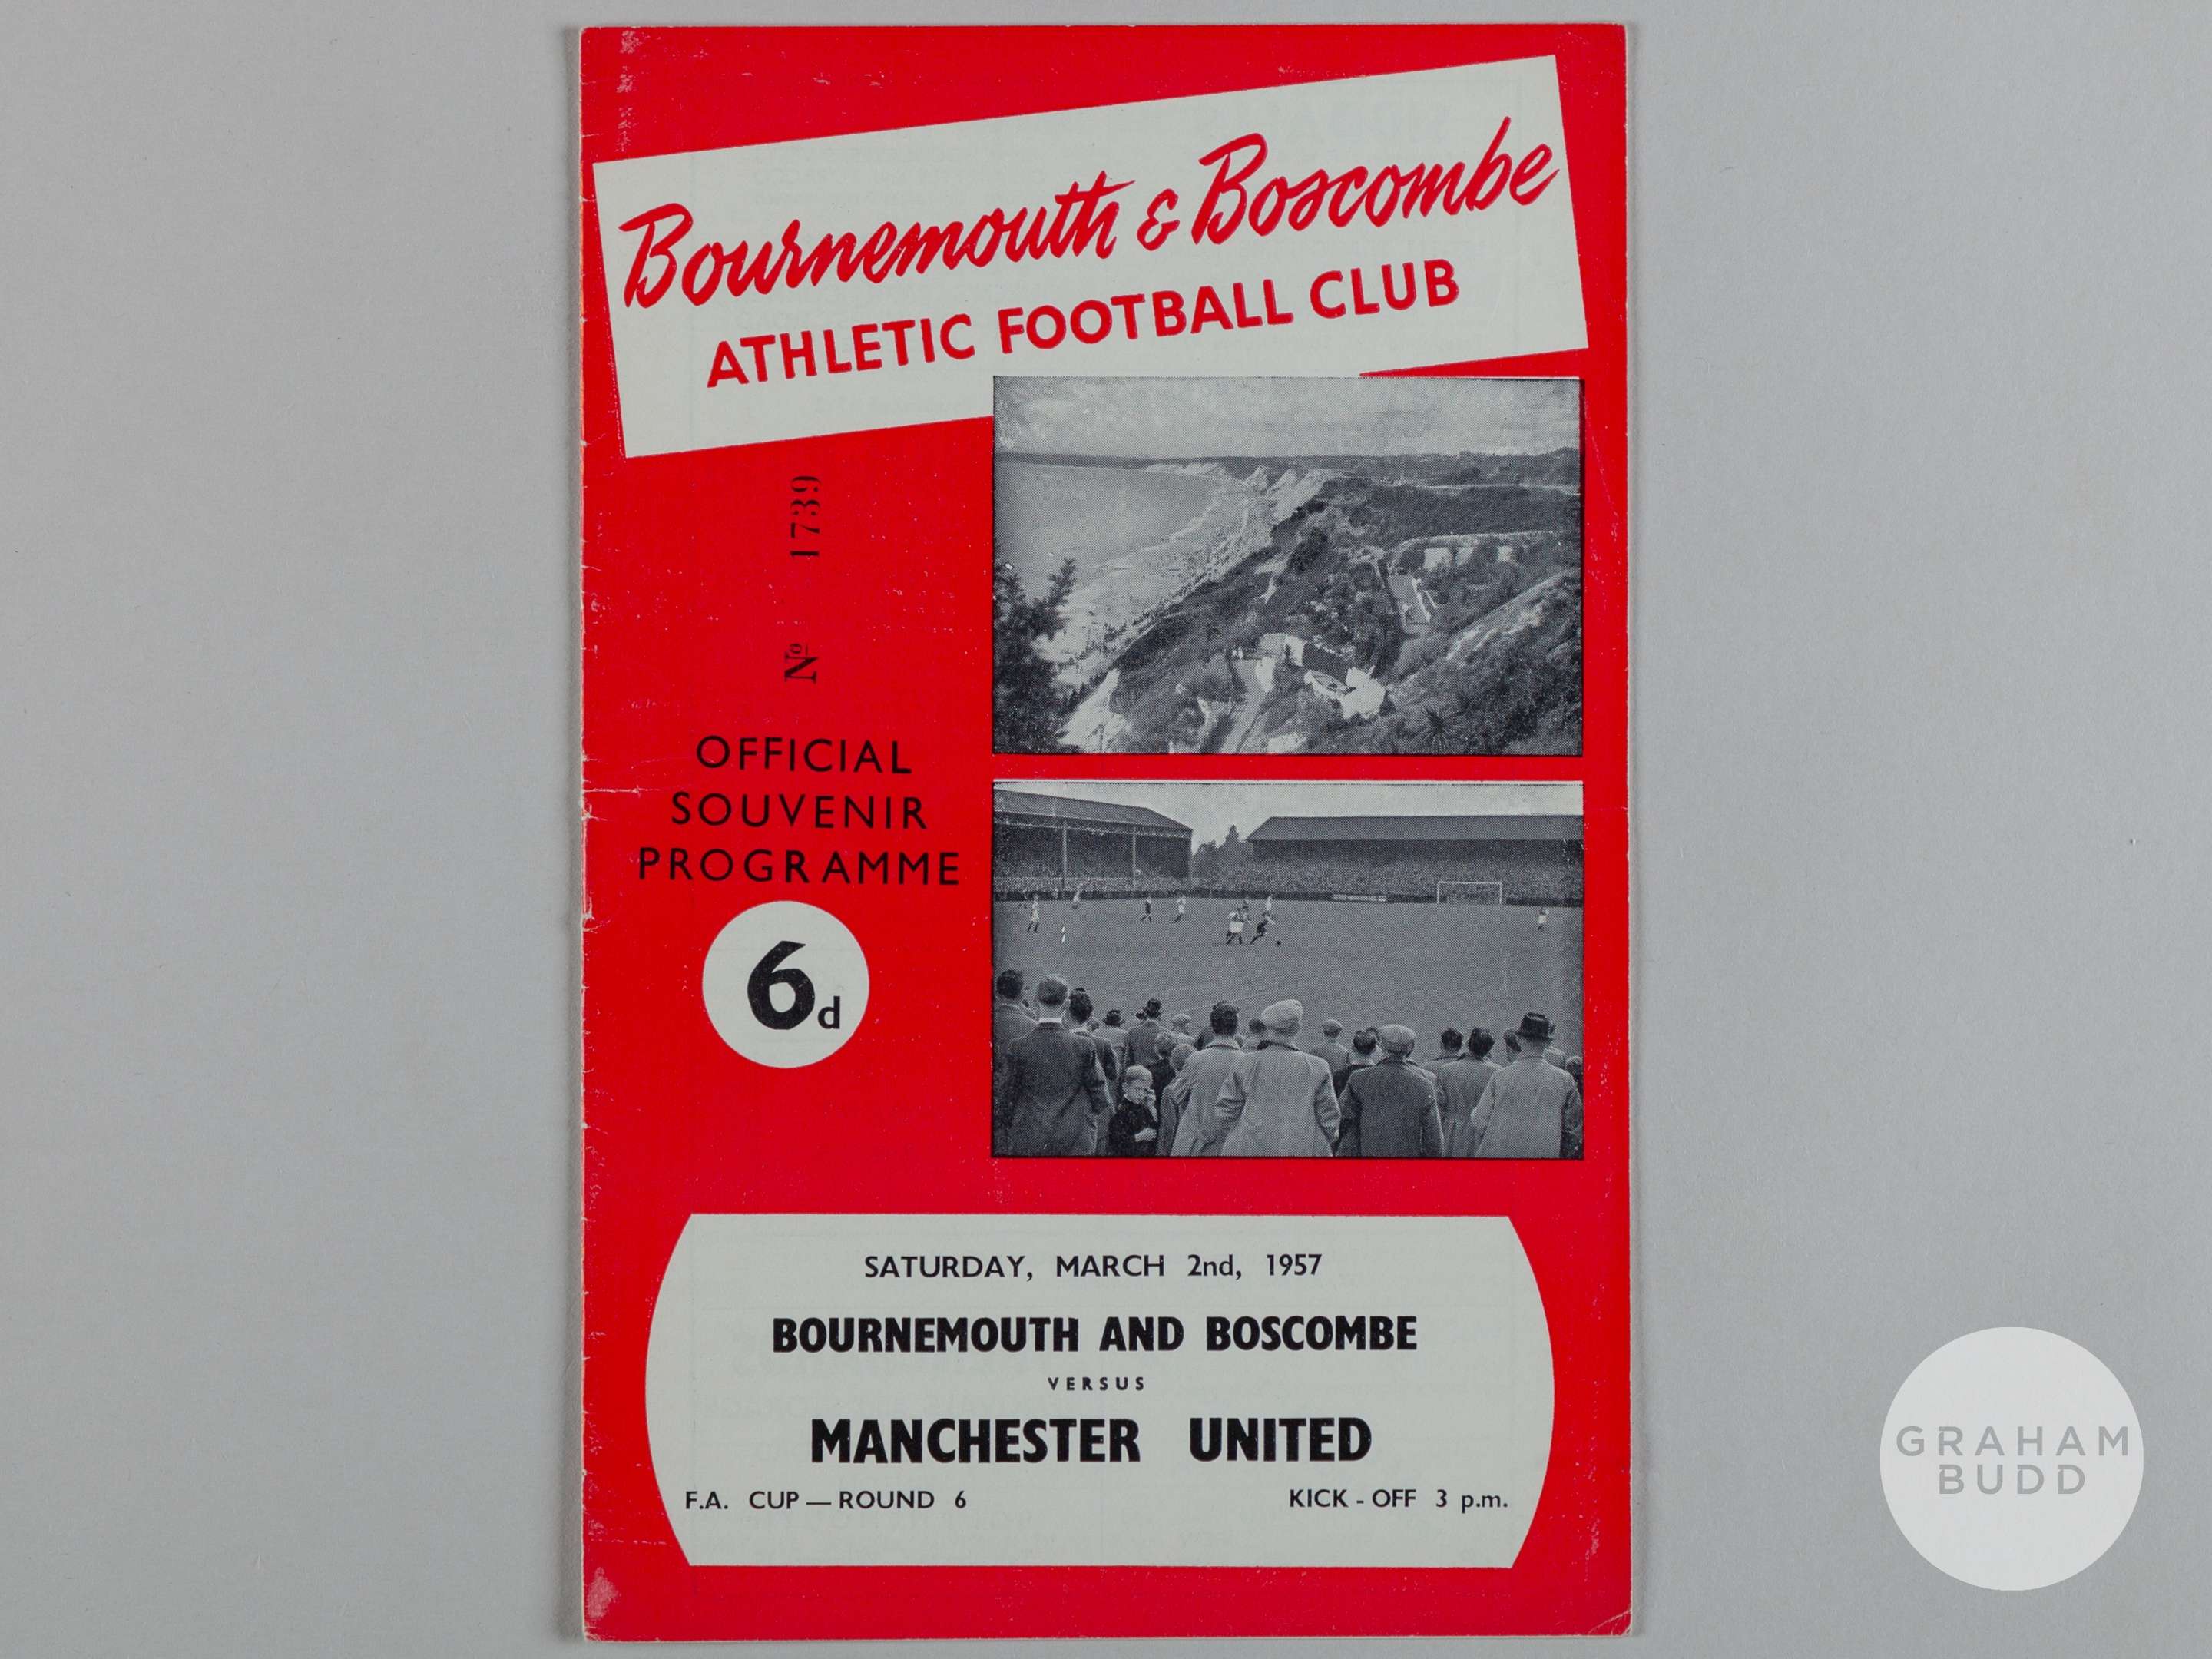 Bournemouth & Boscombe
ATHLETIC FOOTBALL CLUB
Nº 1739
OFFICIAL
SOUVENIR
PROGRAMME
6d
SATURDAY, MARCH 2nd, 1957
BOURNEMOUTH AND BOSCOMBE
VERSUS
MANCHESTER UNITED
F.A. CUP — ROUND 6 KICK - OFF 3 p.m.
GRAHAM
BUDD